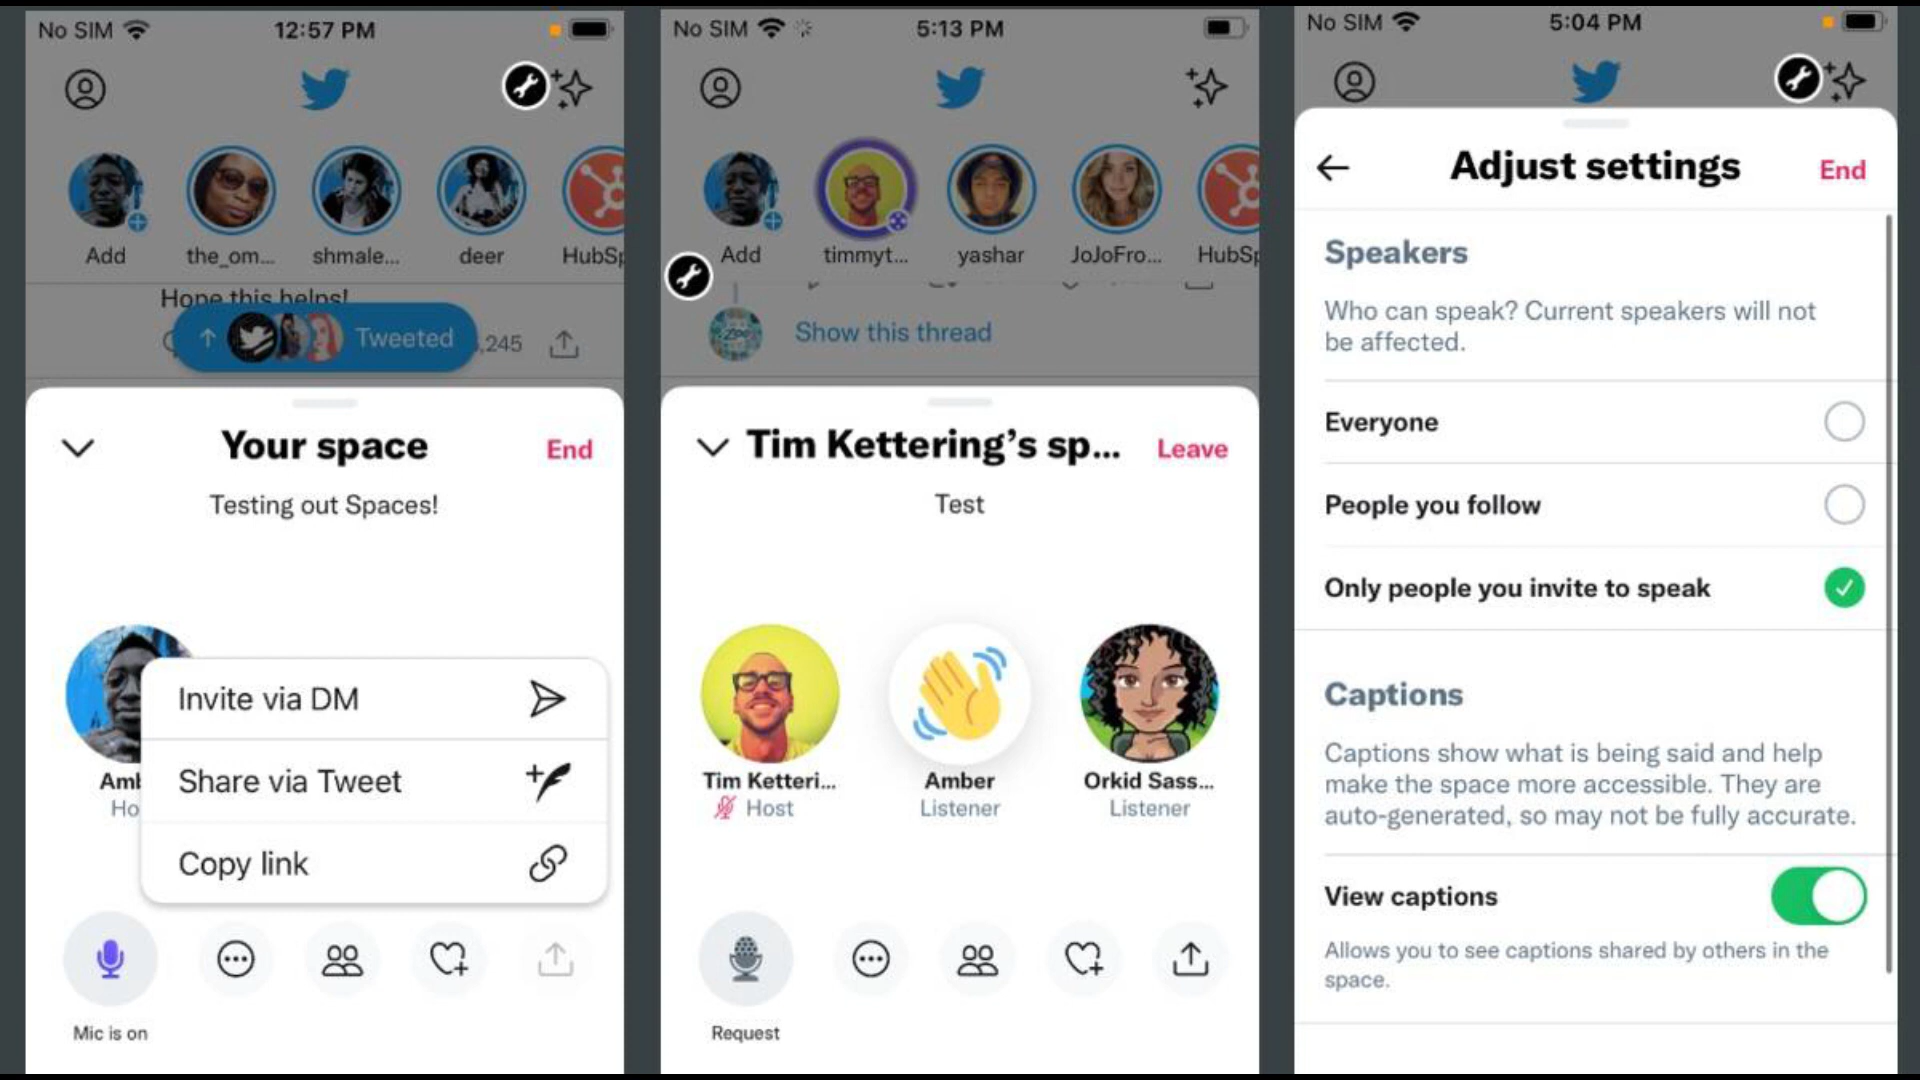 No SIM
12:57 PM
Add
the_om...
shmale...
deer
HubSp
Hope this helps!
Tweeted
,245
Your space
End
Testing out Spaces!
Amb
Ho
Invite via DM
Share via Tweet
Copy link
Mic is on
No SIM
5:13 PM
Add
timmyt...
yashar
JoJoFro...
HubSp
Show this thread
Tim Kettering’s sp...
Leave
Test
Tim Ketteri...
Host
Amber
Listener
Orkid Sass...
Listener
Request
No SIM
5:04 PM
Adjust settings
End
Speakers
Who can speak? Current speakers will not
be affected.
Everyone
People you follow
Only people you invite to speak
Captions
Captions show what is being said and help
make the space more accessible. They are
auto-generated, so may not be fully accurate.
View captions
Allows you to see captions shared by others in the
space.